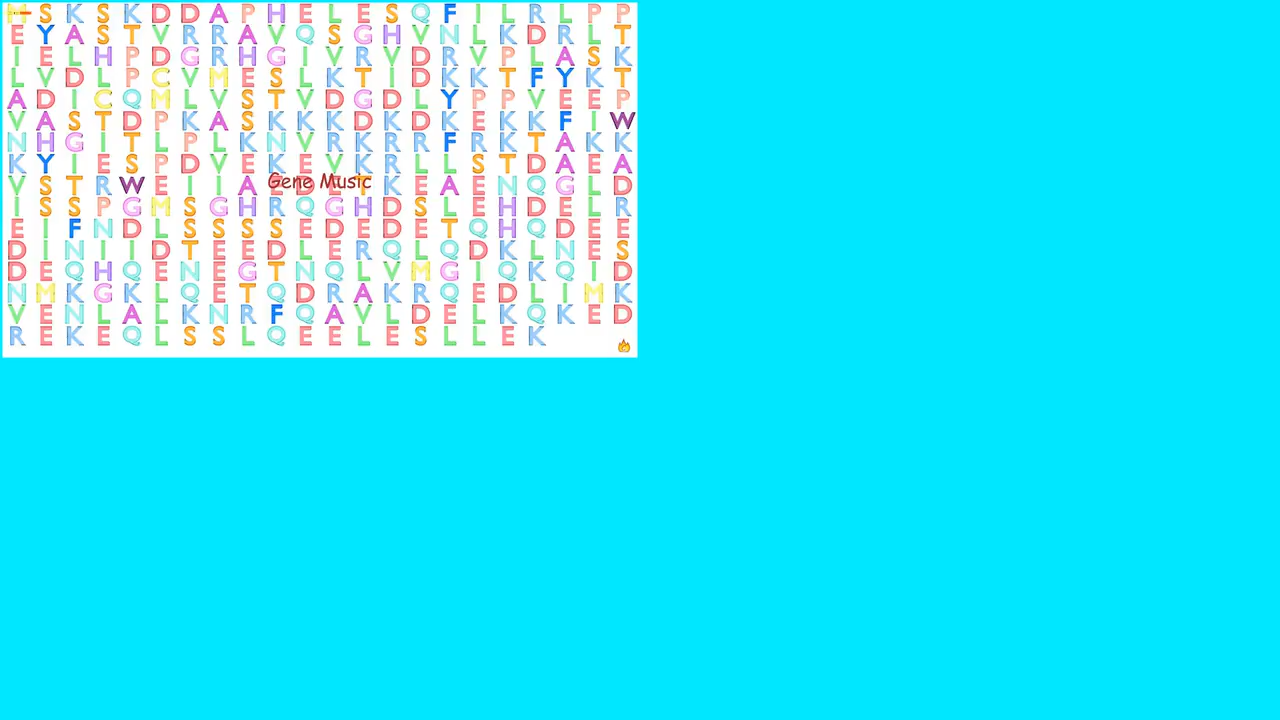 M S K S K D D A P H E L E S Q F I L R L P P
E Y A S T V R R A V Q S G H V N L K D R L T
I E L H P D G R H G I V R V D R V P L A S K
L V D L P C V M E S L K T I D K K T F Y K T
A D I C Q M L V S T V D G D L Y P P V E E P
V A S T D P K A S K K K D K D K E K K F I W
N H G I T L P L K N V R K R R F R K T A K K
K Y I E S P D V E K E V K R L L S T D A E A
V S T R W E I I A E D E T K E A E N Q G L D
Gene Music
I S S P G M S G H R Q G H D S L E H D E L R
E I F N D L S S S S E D E D E T Q H Q D E E
D I N I I D T E E D L E R Q L Q D K L N E S
D E Q H Q E N E G T N Q L V M G I Q K Q I D
N M K G K L Q E T Q D R A K R Q E D L I M K
V E N L A L K N R F Q A V L D E L K Q K E D
R E K E Q L S S L Q E E L E S L L E K